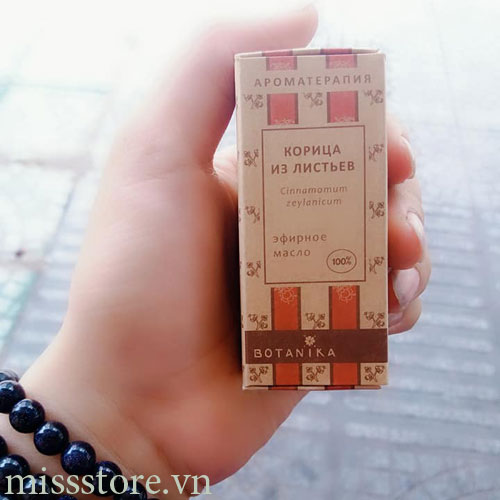 АРОМАТЕРАПИЯ
КОРИЦА
ИЗ ЛИСТЬЕВ
Cinnamomum
zeylanicum
эфирное
масло
100%
BOTANIKA
missstore.vn